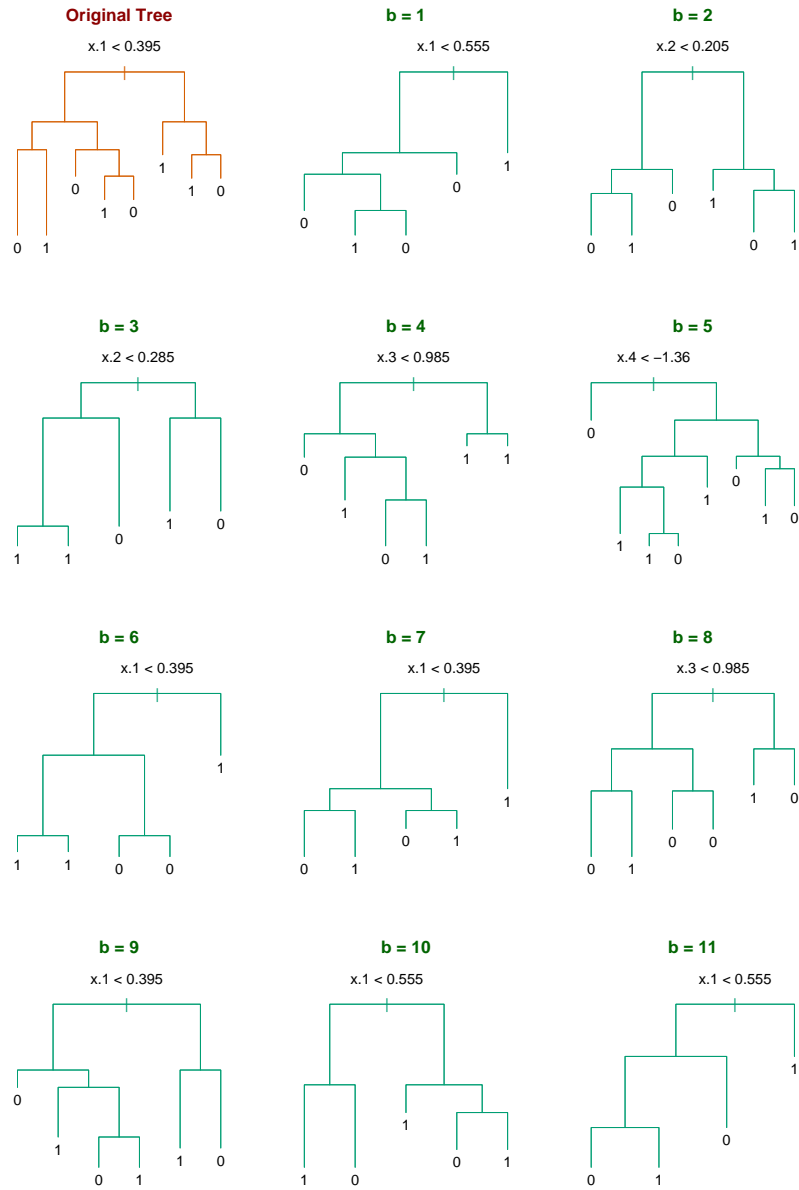 Original Tree b = 1 b = 2
x.1 < 0.395 x.1 < 0.555 x.2 < 0.205
1 1
0 1 0 0 0 1
1 0
0 1 0 1 0 0 1 0 1
b = 3 b = 4 b = 5
x.2 < 0.285 x.3 < 0.985 x.4 < −1.36
0
1 1
0 0
1 1
1 0 1 0
0
1 1 0 1 1 1 0
b = 6 b = 7 b = 8
x.1 < 0.395 x.1 < 0.395 x.3 < 0.985
1
1 1 0
0 1 0 0
1 1 0 0 0 1 0 1
b = 9 b = 10 b = 11
x.1 < 0.395 x.1 < 0.555 x.1 < 0.555
1
0
1 0
1 1 0 0 1
0 1 1 0 0 1